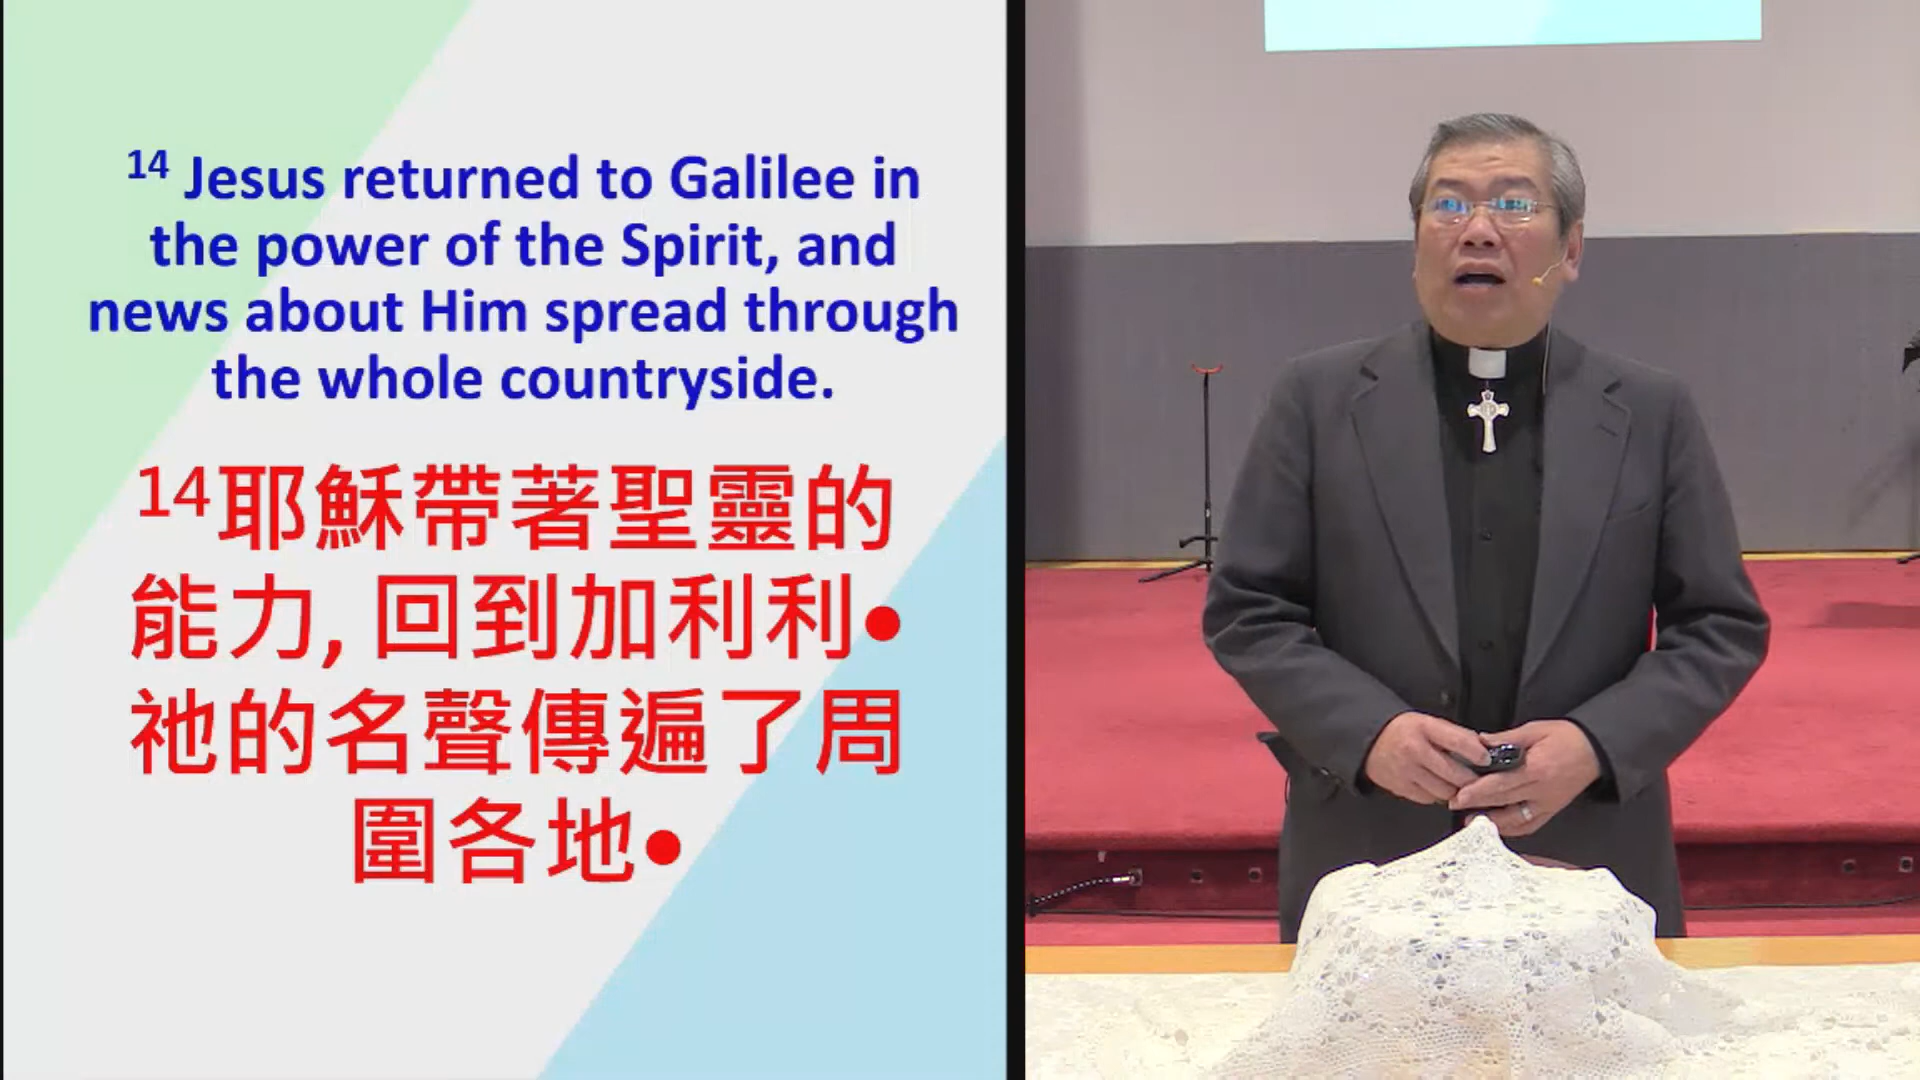 14 Jesus returned to Galilee in
the power of the Spirit, and
news about Him spread through
the whole countryside.
14耶穌帶著聖靈的
能力, 回到加利利•
祂的名聲傳遍了周
圍各地•